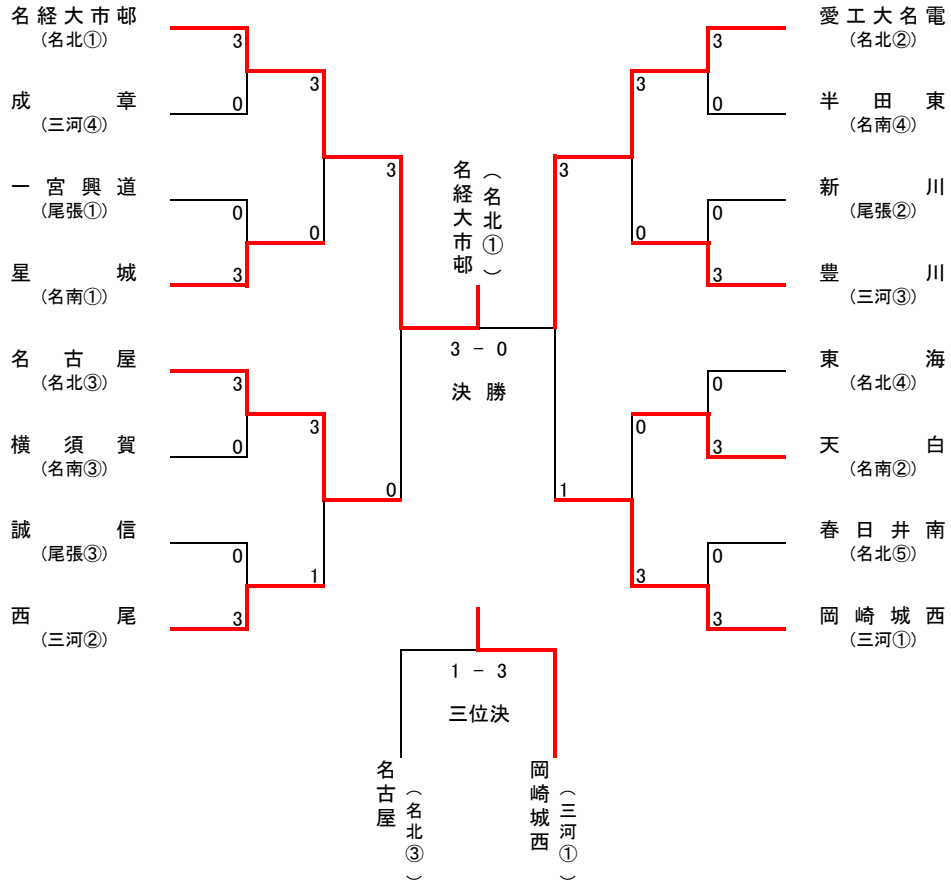 名経大市邨
(名北①)
成章
(三河④)
一宮興道
(尾張①)
星城
(名南①)
名古屋
(名北③)
横須賀
(名南③)
誠信
(尾張③)
西尾
(三河②)
3
0
0
3
3
0
0
3
3
0
3
1
3
0
名経大市邨
(名北①)
3 - 0
決勝
3
1
3
0
0
3
3
0
0
3
0
3
0
3
愛工大名電
(名北②)
半田東
(名南④)
新川
(尾張②)
豊川
(三河③)
東海
(名北④)
天白
(名南②)
春日井南
(名北⑤)
岡崎城西
(三河①)
1 - 3
三位決
名古屋
(名北③)
岡崎城西
(三河①)